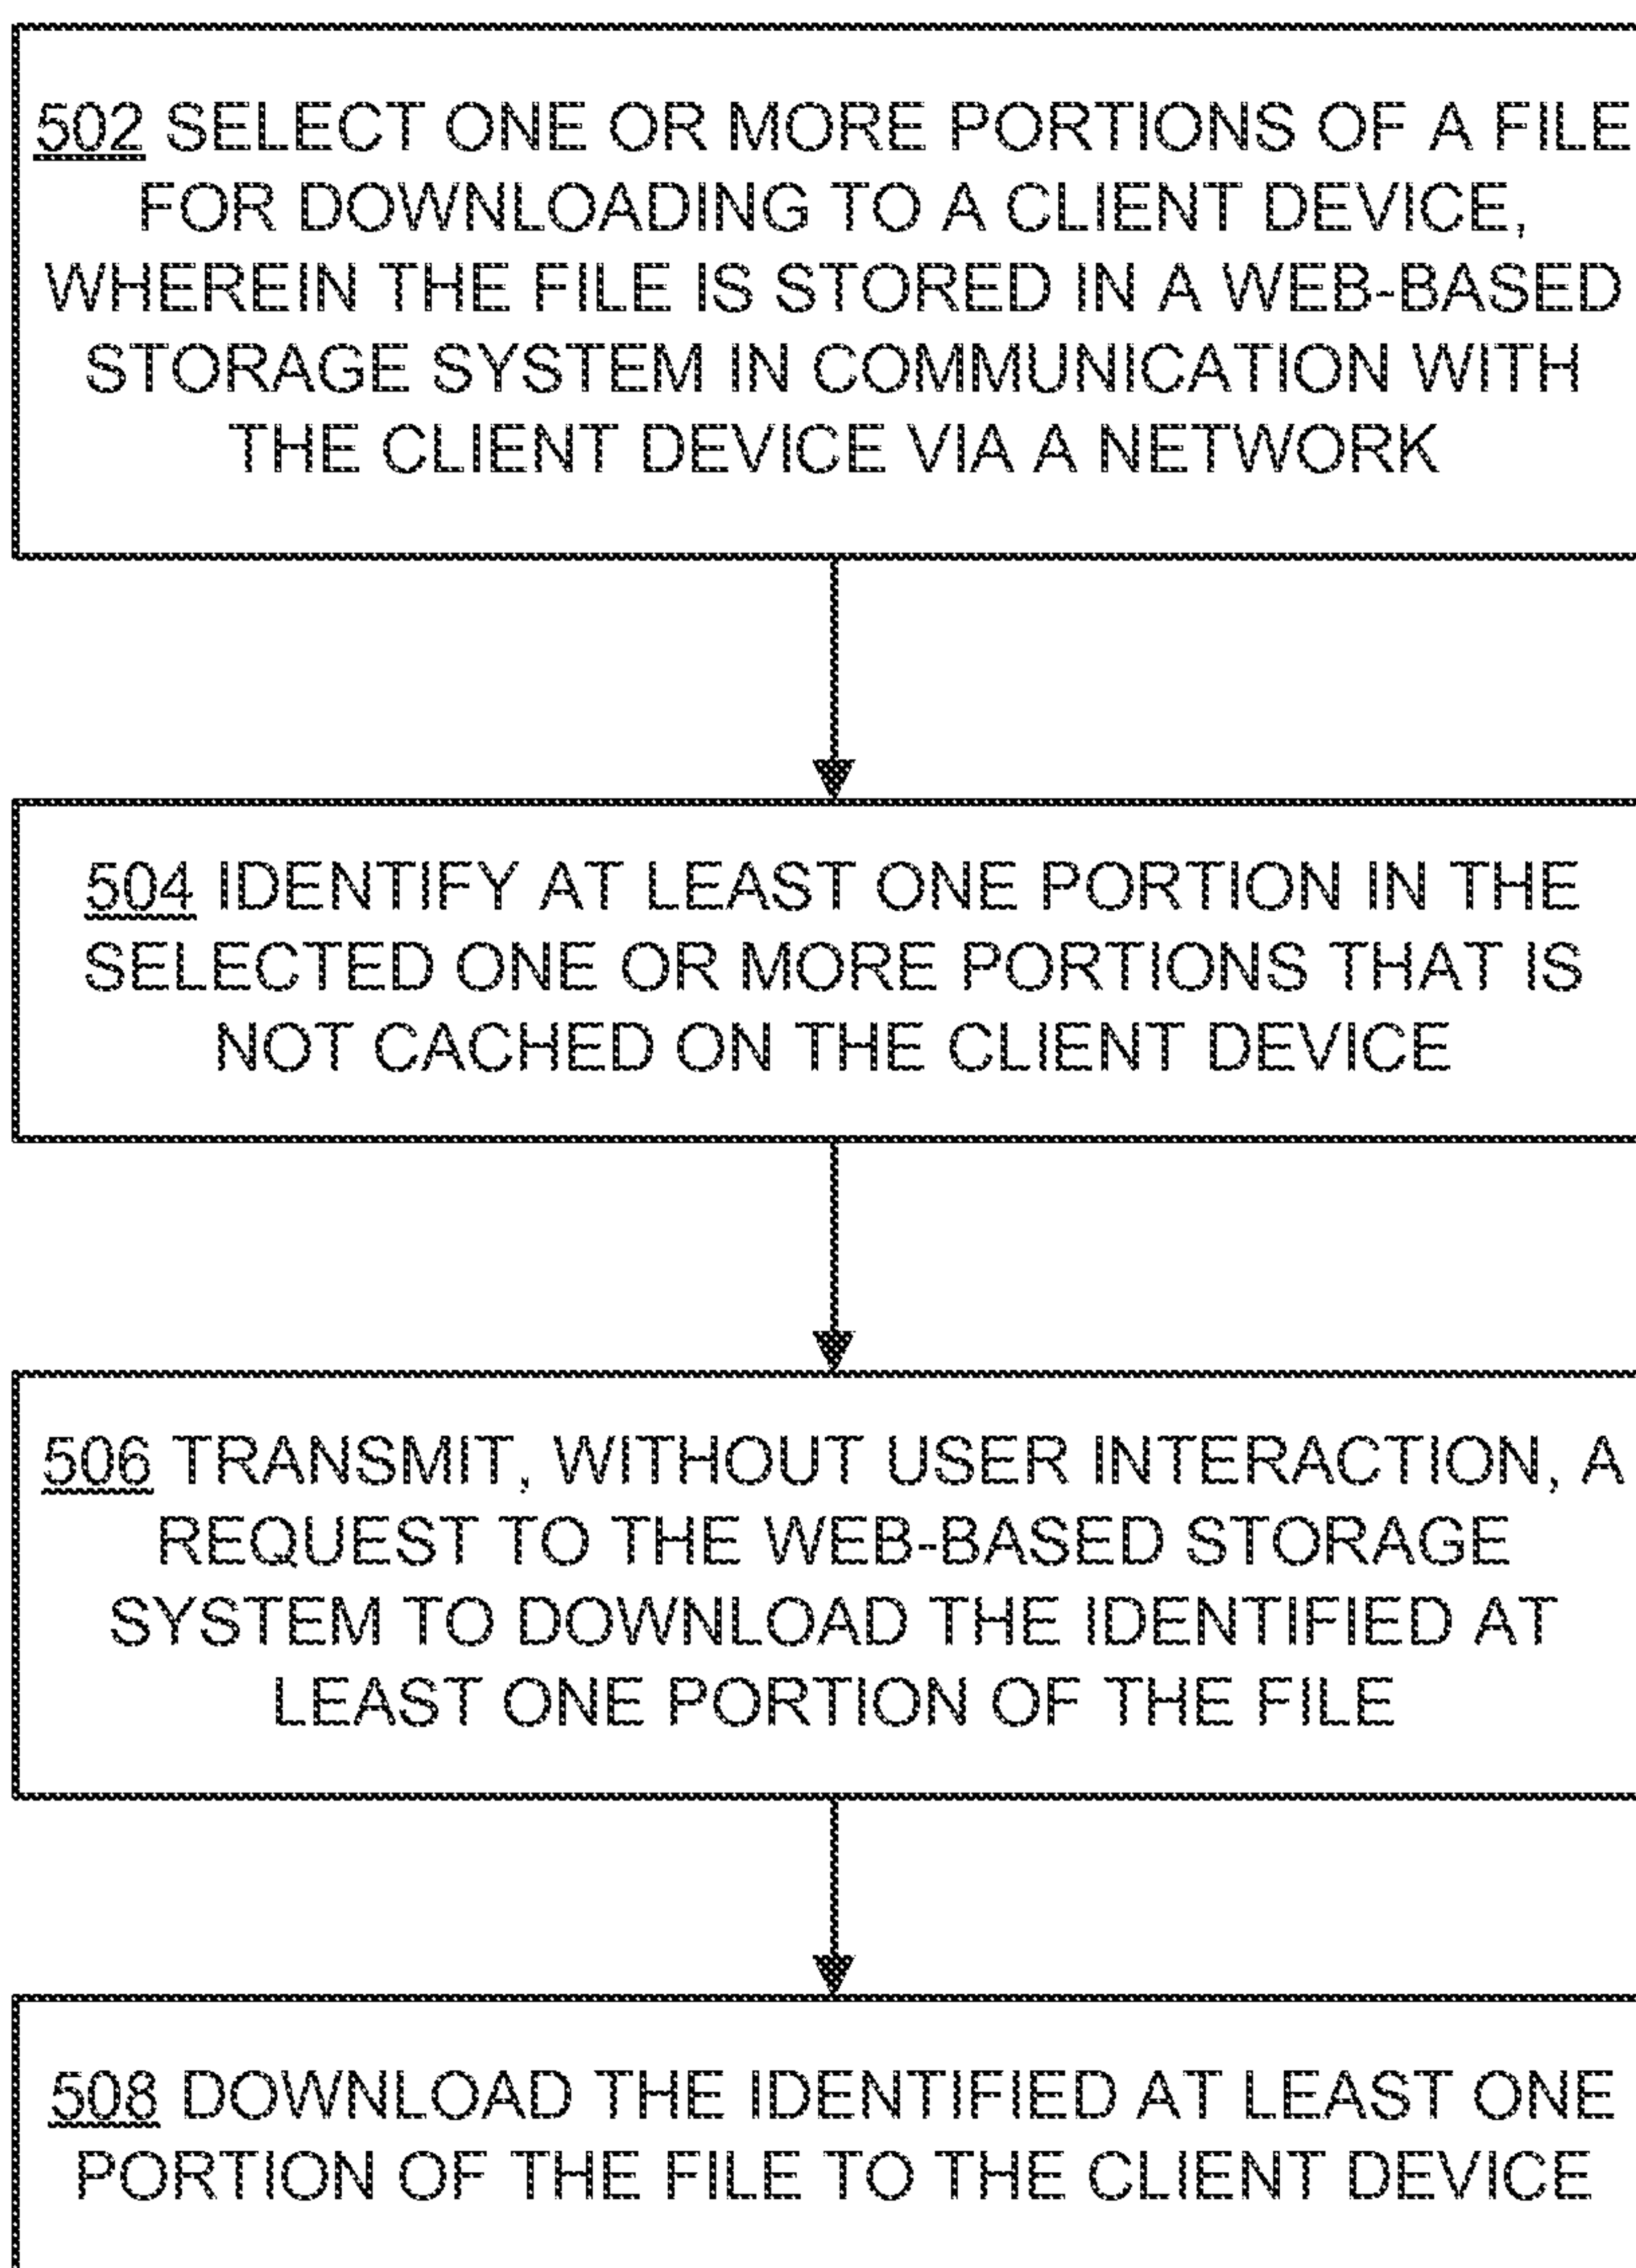 502 SELECT ONE OR MORE PORTIONS OF A FILE
FOR DOWNLOADING TO A CLIENT DEVICE,
WHEREIN THE FILE IS STORED IN A WEB-BASED
STORAGE SYSTEM IN COMMUNICATION WITH
THE CLIENT DEVICE VIA A NETWORK
504 IDENTIFY AT LEAST ONE PORTION IN THE
SELECTED ONE OR MORE PORTIONS THAT IS
NOT CACHED ON THE CLIENT DEVICE
506 TRANSMIT, WITHOUT USER INTERACTION, A
REQUEST TO THE WEB-BASED STORAGE
SYSTEM TO DOWNLOAD THE IDENTIFIED AT
LEAST ONE PORTION OF THE FILE
508 DOWNLOAD THE IDENTIFIED AT LEAST ONE
PORTION OF THE FILE TO THE CLIENT DEVICE